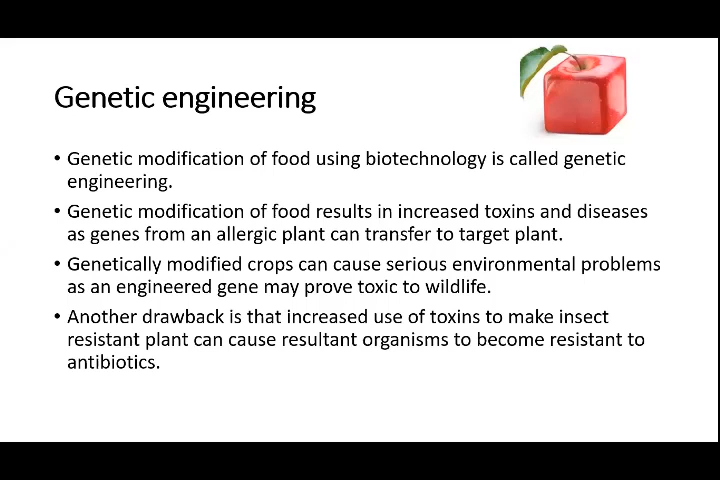 Genetic engineering
• Genetic modification of food using biotechnology is called genetic
engineering.
• Genetic modification of food results in increased toxins and diseases
as genes from an allergic plant can transfer to target plant.
• Genetically modified crops can cause serious environmental problems
as an engineered gene may prove toxic to wildlife.
• Another drawback is that increased use of toxins to make insect
resistant plant can cause resultant organisms to become resistant to
antibiotics.